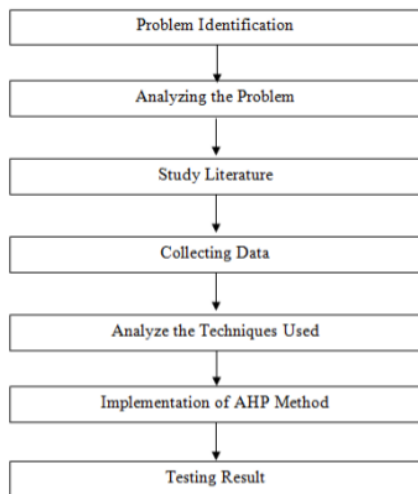 Problem Identification
Analyzing the Problem
Study Literature
Collecting Data
Analyze the Techniques Used
Implementation of AHP Method
Testing Result